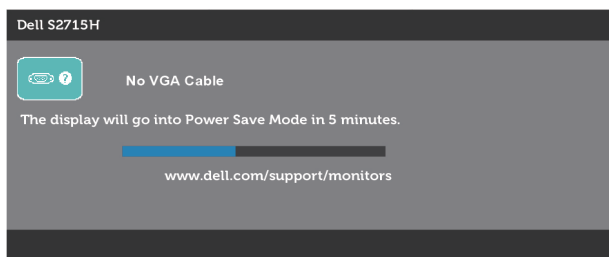 Dell S2715H
?
No VGA Cable
The display will go into Power Save Mode in 5 minutes.
www.dell.com/support/monitors